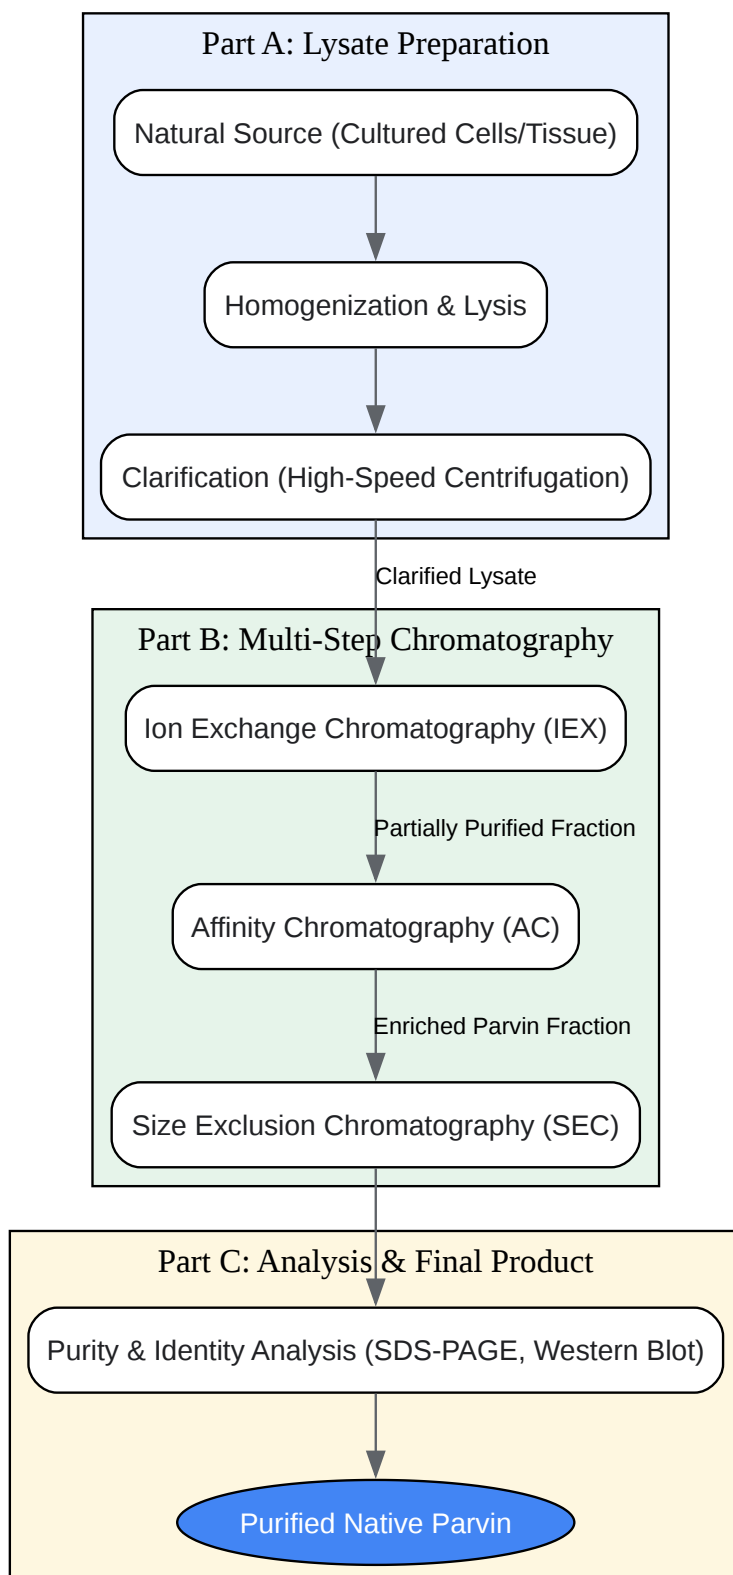 Part A: Lysate Preparation
Natural Source (Cultured Cells/Tissue)
Homogenization & Lysis
Clarification (High-Speed Centrifugation)
Clarified Lysate
Part B: Multi-Step Chromatography
Ion Exchange Chromatography (IEX)
Partially Purified Fraction
Affinity Chromatography (AC)
Enriched Parvin Fraction
Size Exclusion Chromatography (SEC)
Part C: Analysis & Final Product
Purity & Identity Analysis (SDS-PAGE, Western Blot)
Purified Native Parvin